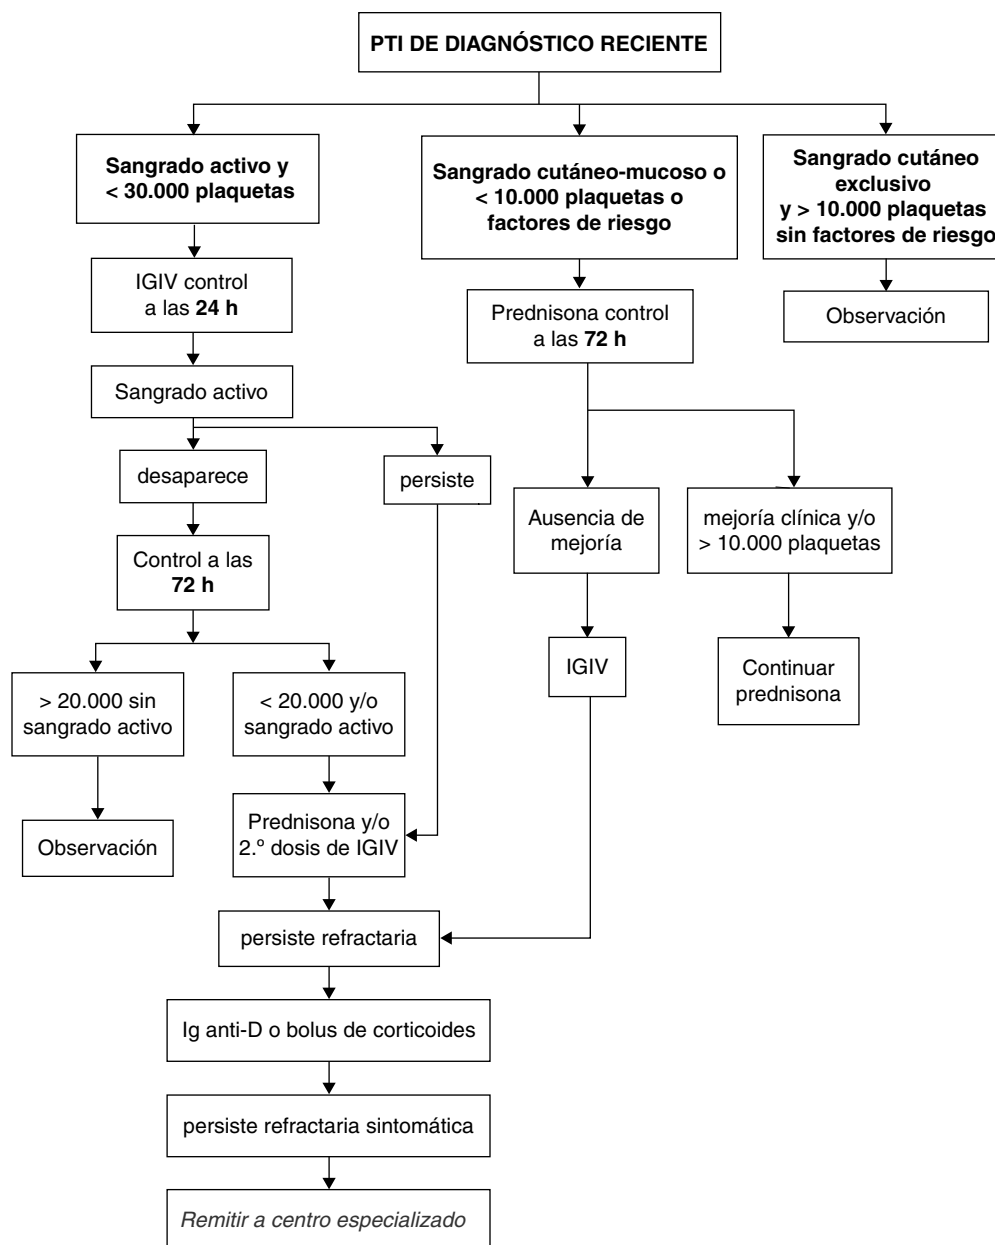 PTI DE DIAGNÓSTICO RECIENTE
Sangrado activo y
< 30.000 plaquetas
Sangrado cutáneo-mucoso o
< 10.000 plaquetas o
factores de riesgo
Sangrado cutáneo
exclusivo
y > 10.000 plaquetas
sin factores de riesgo
IGIV control
a las 24 h
Prednisona control
a las 72 h
Observación
Sangrado activo
desaparece
persiste
Ausencia de
mejoría
mejoría clínica y/o
> 10.000 plaquetas
Control a las
72 h
IGIV
Continuar
prednisona
> 20.000 sin
sangrado activo
< 20.000 y/o
sangrado activo
Observación
Prednisona y/o
2.º dosis de IGIV
persiste refractaria
Ig anti-D o bolus de corticoides
persiste refractaria sintomática
Remitir a centro especializado